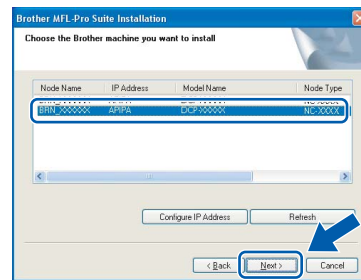 Brother MFL-Pro Suite Installation
Choose the Brother machine you want to install
Node Name IP Address Model Name Node Type
BRN_XXXXXX APIPA DCP-XXXXX NC-XXXX
Configure IP Address Refresh
< Back Next > Cancel